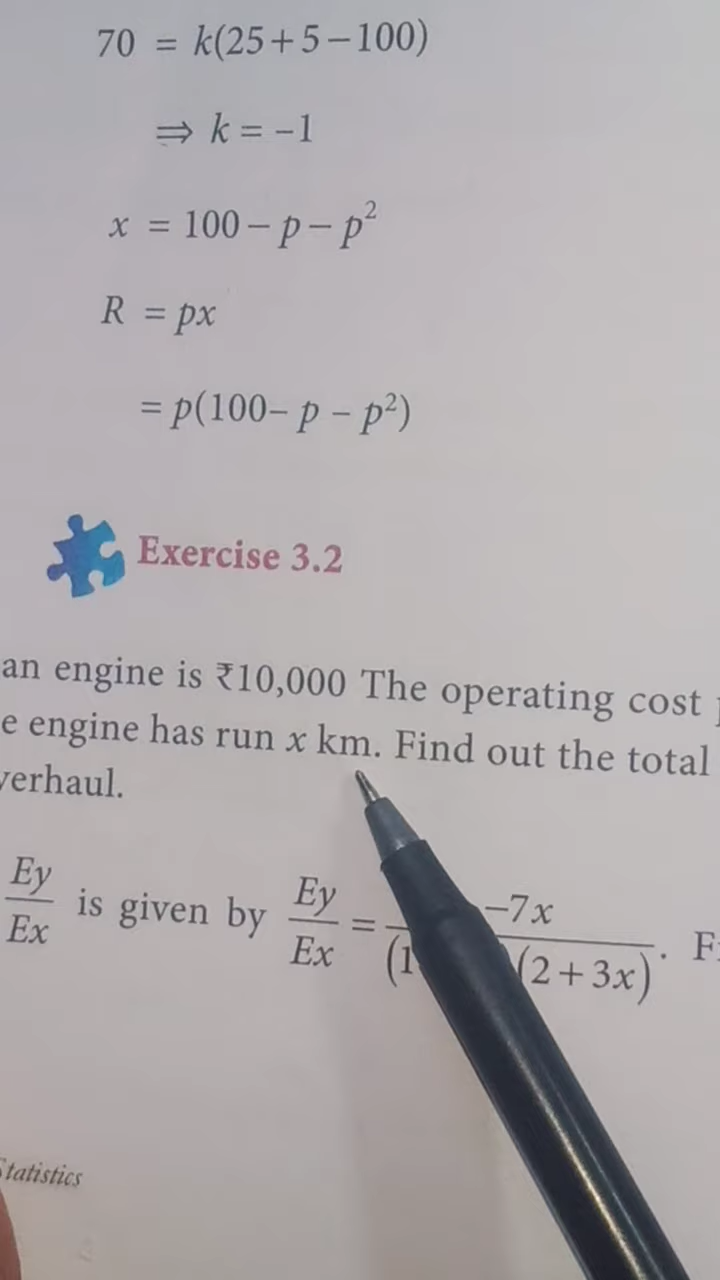 70 = k(25+5−100)
⇒ k = −1
x = 100 − p − p²
R = px
= p(100− p − p²)
Exercise 3.2
an engine is ₹10,000 The operating cost
e engine has run x km. Find out the total
verhaul.
Ey/Ex is given by Ey/Ex = −7x/(1 (2+3x). F
Statistics